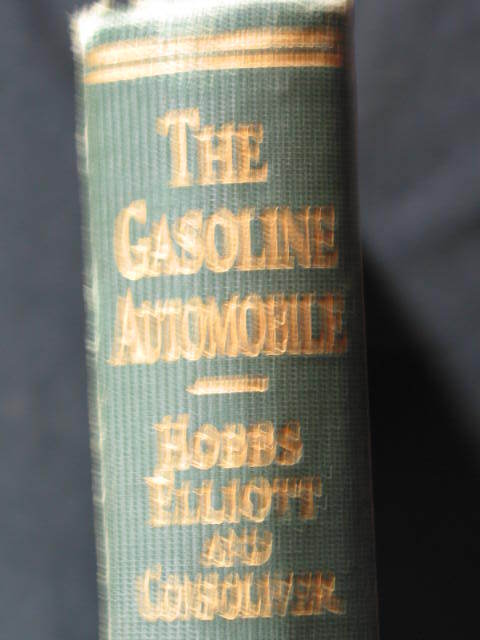 THE
GASOLINE
AUTOMOBILE
HOBBS
ELLIOTT
AND
CONSOLIVER